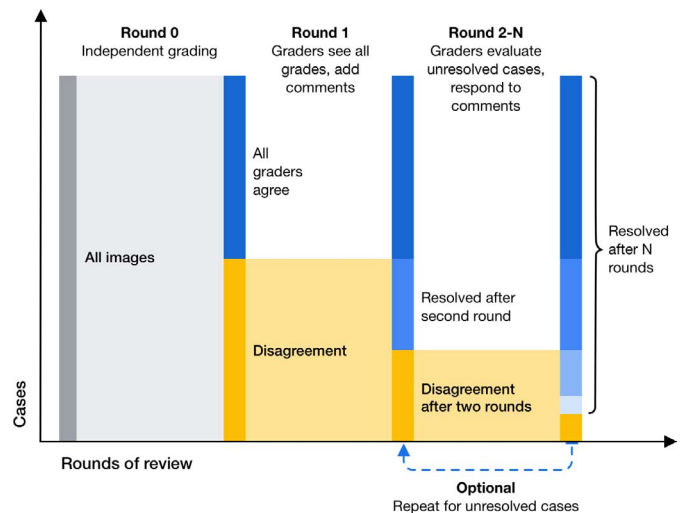 Round 0
Independent grading
Round 1
Graders see all
grades, add
comments
Round 2-N
Graders evaluate
unresolved cases,
respond to
comments
All
graders
agree
All images
Resolved
after N
rounds
Resolved after
second round
Disagreement
Disagreement
after two rounds
Cases
Rounds of review
Optional
Repeat for unresolved cases